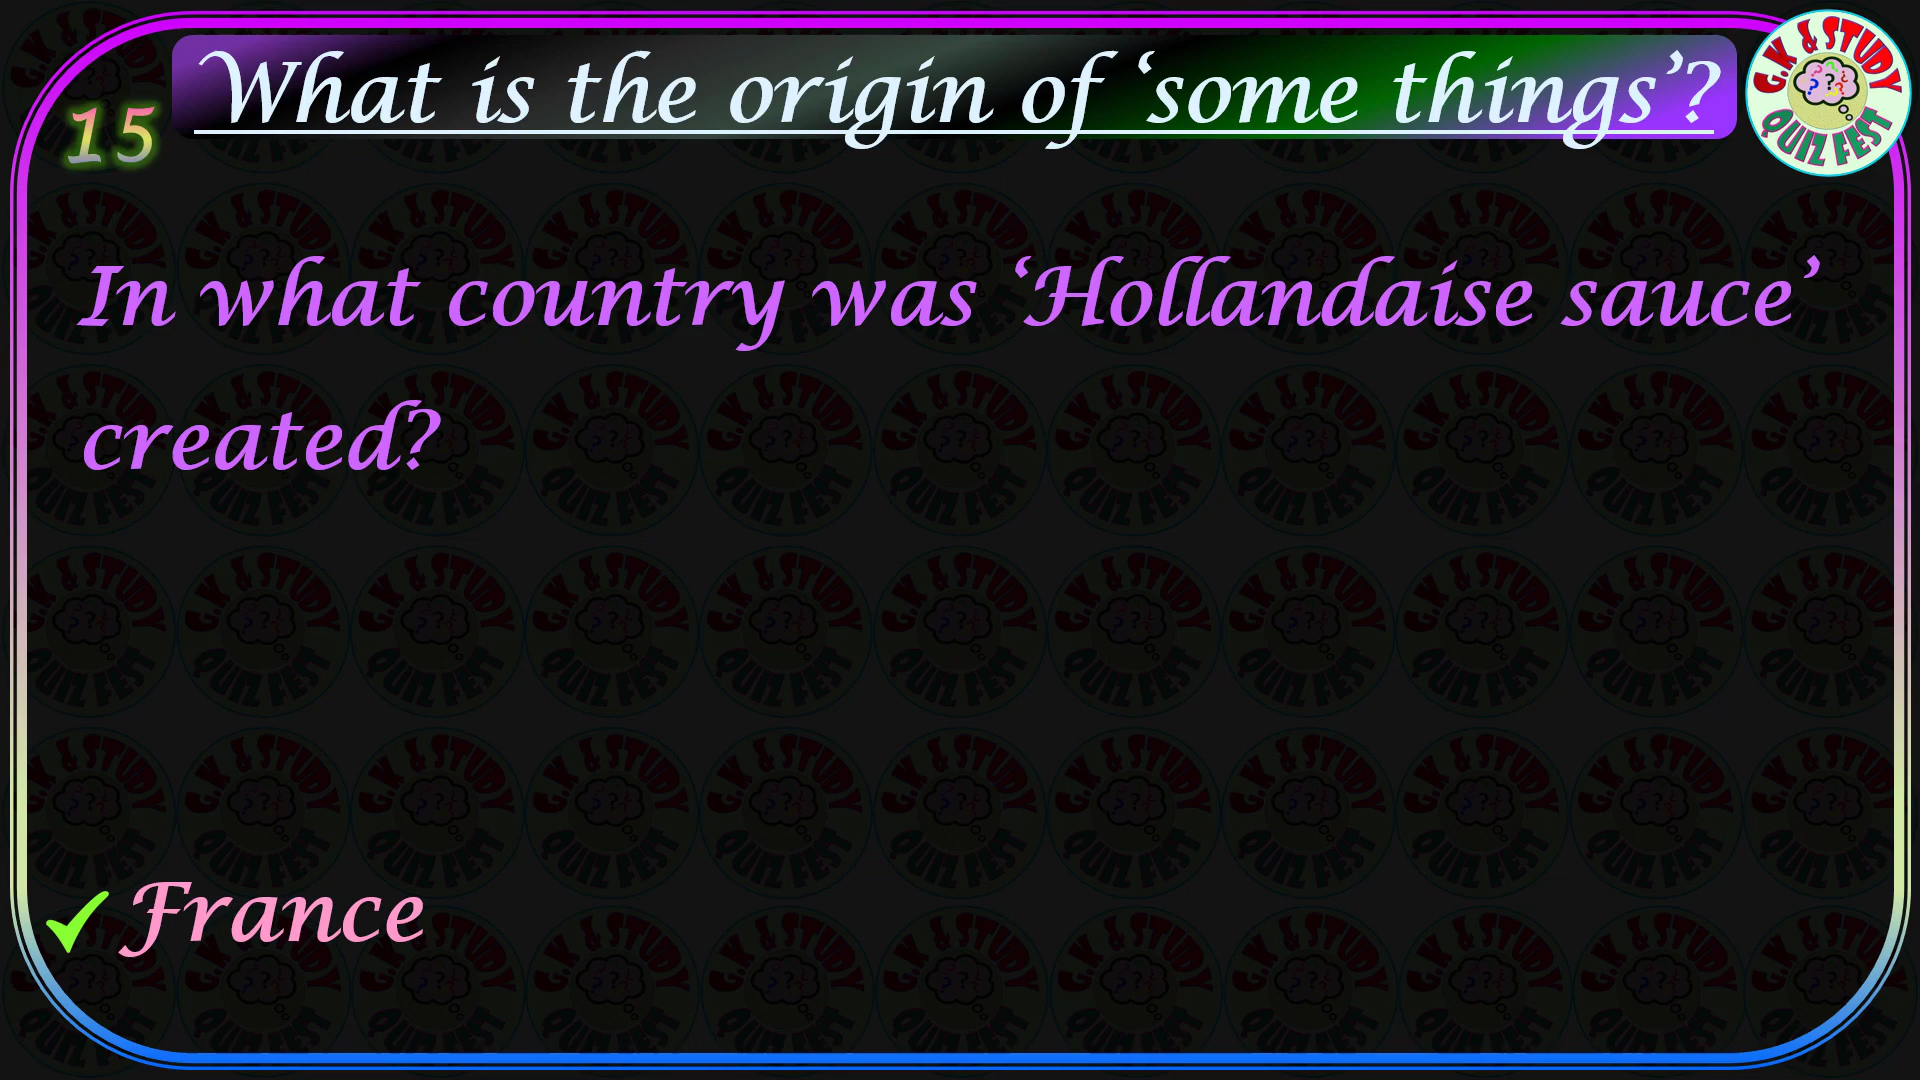 What is the origin of ‘some things’?
G.K & STUDY
QUIZ FEST
15
In what country was ‘Hollandaise sauce’
created?
France